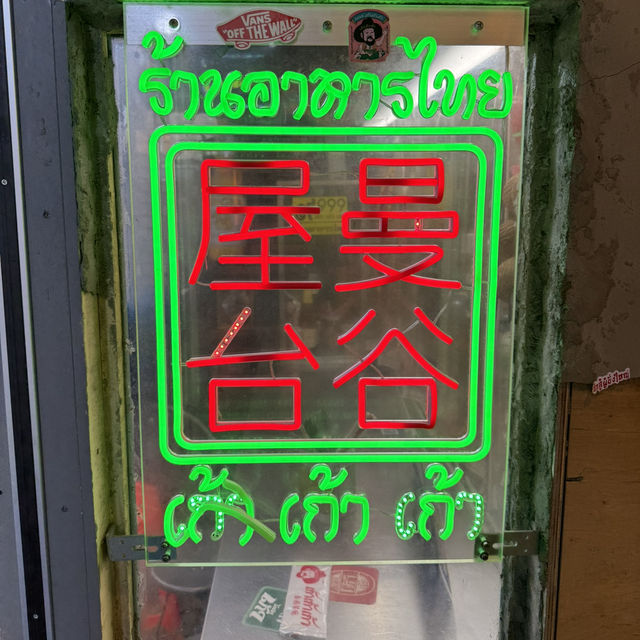 VANS
"OFF THE WALL"
ร้านอาหารไทย
曼谷
屋台
เก้า เก้า เก้า
999